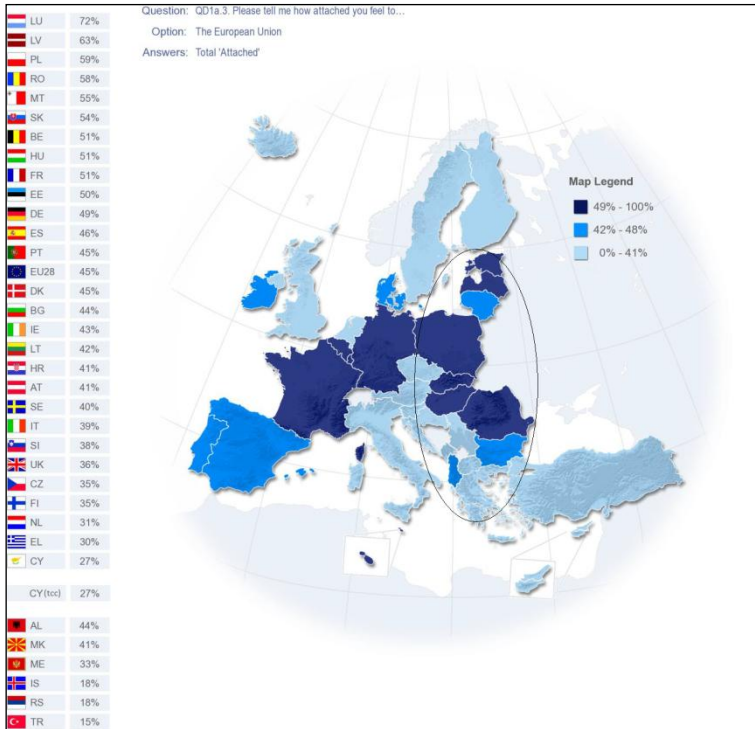 Question: QD1a.3. Please tell me how attached you feel to...
Option: The European Union
Answers: Total 'Attached'
LU 72%
LV 63%
PL 59%
RO 58%
MT 55%
SK 54%
BE 51%
HU 51%
FR 51%
EE 50%
DE 49%
ES 46%
PT 45%
EU28 45%
DK 45%
BG 44%
IE 43%
LT 42%
HR 41%
AT 41%
SE 40%
IT 39%
SI 38%
UK 36%
CZ 35%
FI 35%
NL 31%
EL 30%
CY 27%
CY(tcc) 27%
AL 44%
MK 41%
ME 33%
IS 18%
RS 18%
TR 15%
Map Legend
49% - 100%
42% - 48%
0% - 41%